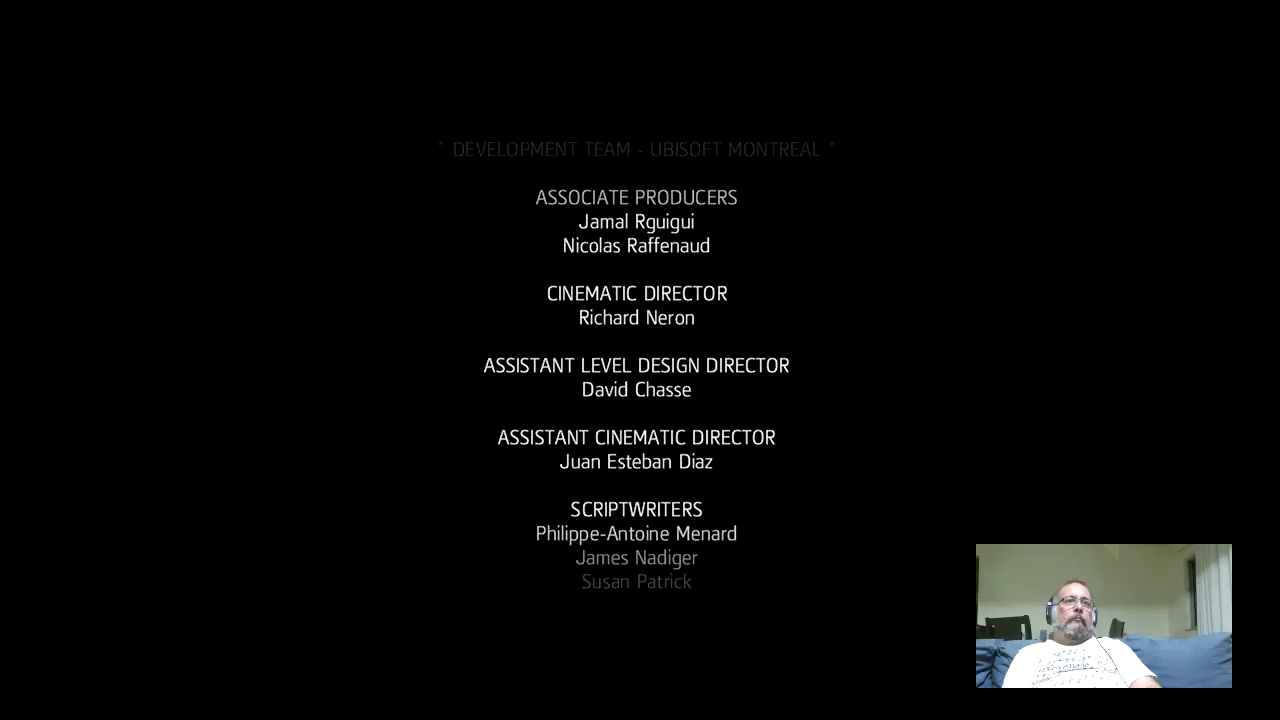 * DEVELOPMENT TEAM - UBISOFT MONTREAL *
ASSOCIATE PRODUCERS
Jamal Rguigui
Nicolas Raffenaud
CINEMATIC DIRECTOR
Richard Neron
ASSISTANT LEVEL DESIGN DIRECTOR
David Chasse
ASSISTANT CINEMATIC DIRECTOR
Juan Esteban Diaz
SCRIPTWRITERS
Philippe-Antoine Menard
James Nadiger
Susan Patrick